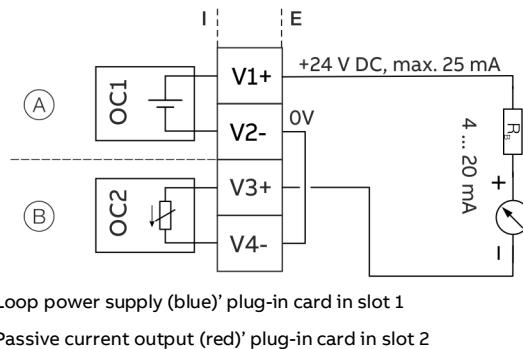 I E
A OC1 V1+ +24 V DC, max. 25 mA
V2- 0V
R_B
4 ... 20 mA
+
–
B OC2 V3+
V4-
Loop power supply (blue)’ plug-in card in slot 1
Passive current output (red)’ plug-in card in slot 2